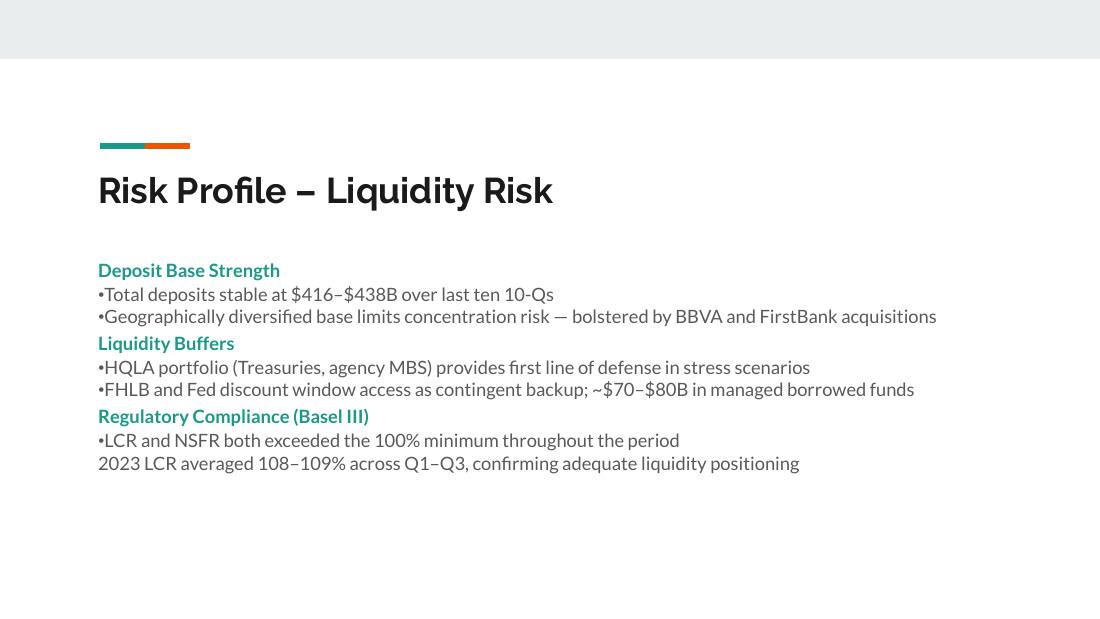 Risk Profile – Liquidity Risk
Deposit Base Strength
•Total deposits stable at $416–$438B over last ten 10-Qs
•Geographically diversified base limits concentration risk — bolstered by BBVA and FirstBank acquisitions
Liquidity Buffers
•HQLA portfolio (Treasuries, agency MBS) provides first line of defense in stress scenarios
•FHLB and Fed discount window access as contingent backup; ~$70–$80B in managed borrowed funds
Regulatory Compliance (Basel III)
•LCR and NSFR both exceeded the 100% minimum throughout the period
2023 LCR averaged 108–109% across Q1–Q3, confirming adequate liquidity positioning